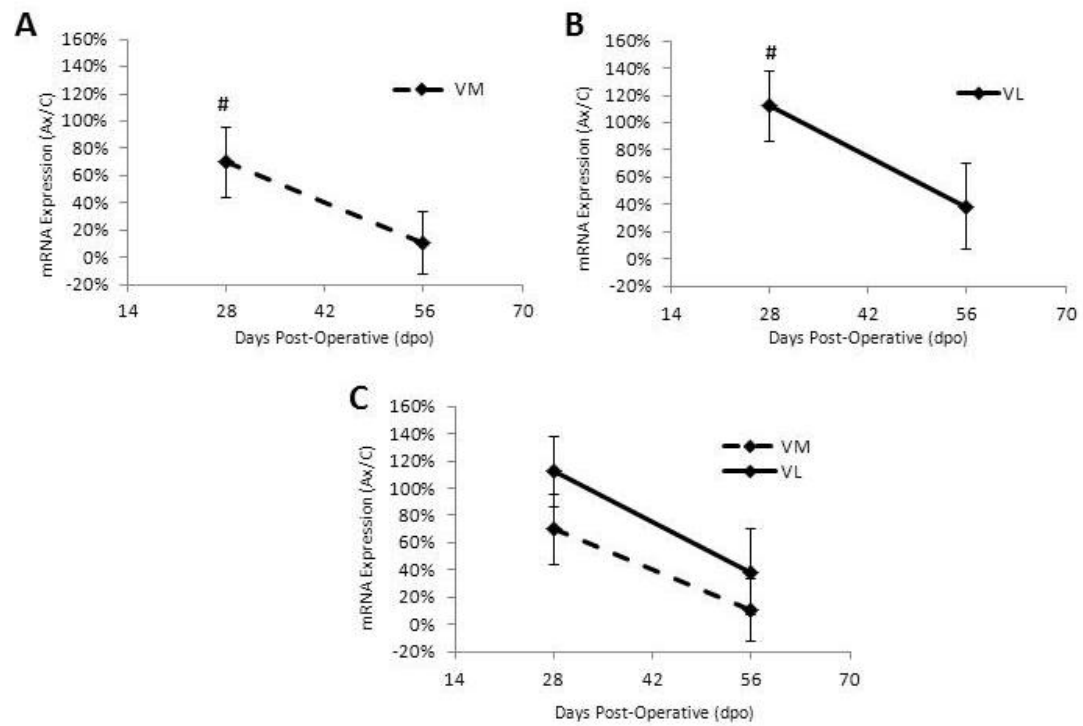 A
mRNA Expression (Ax/C)
160%
140%
120%
100%
80%
60%
40%
20%
0%
-20%
#
VM
14 28 42 56 70
Days Post-Operative (dpo)
B
mRNA Expression (Ax/C)
160%
140%
120%
100%
80%
60%
40%
20%
0%
-20%
#
VL
14 28 42 56 70
Days Post-Operative (dpo)
C
mRNA Expression (Ax/C)
160%
140%
120%
100%
80%
60%
40%
20%
0%
-20%
VM
VL
14 28 42 56 70
Days Post-Operative (dpo)